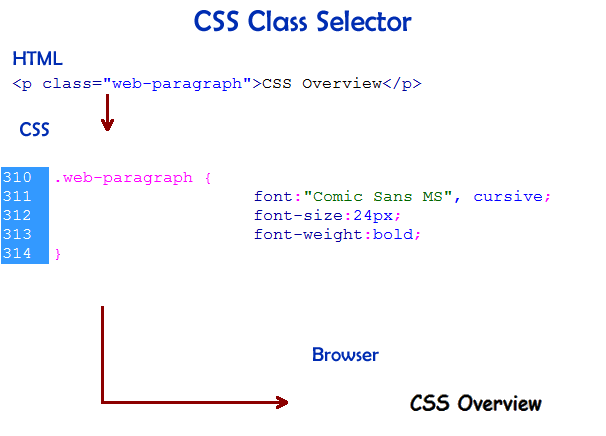 CSS Class Selector
HTML
<p class="web-paragraph">CSS Overview</p>
CSS
310 .web-paragraph {
311 font:"Comic Sans MS", cursive;
312 font-size:24px;
313 font-weight:bold;
314 }
Browser
CSS Overview